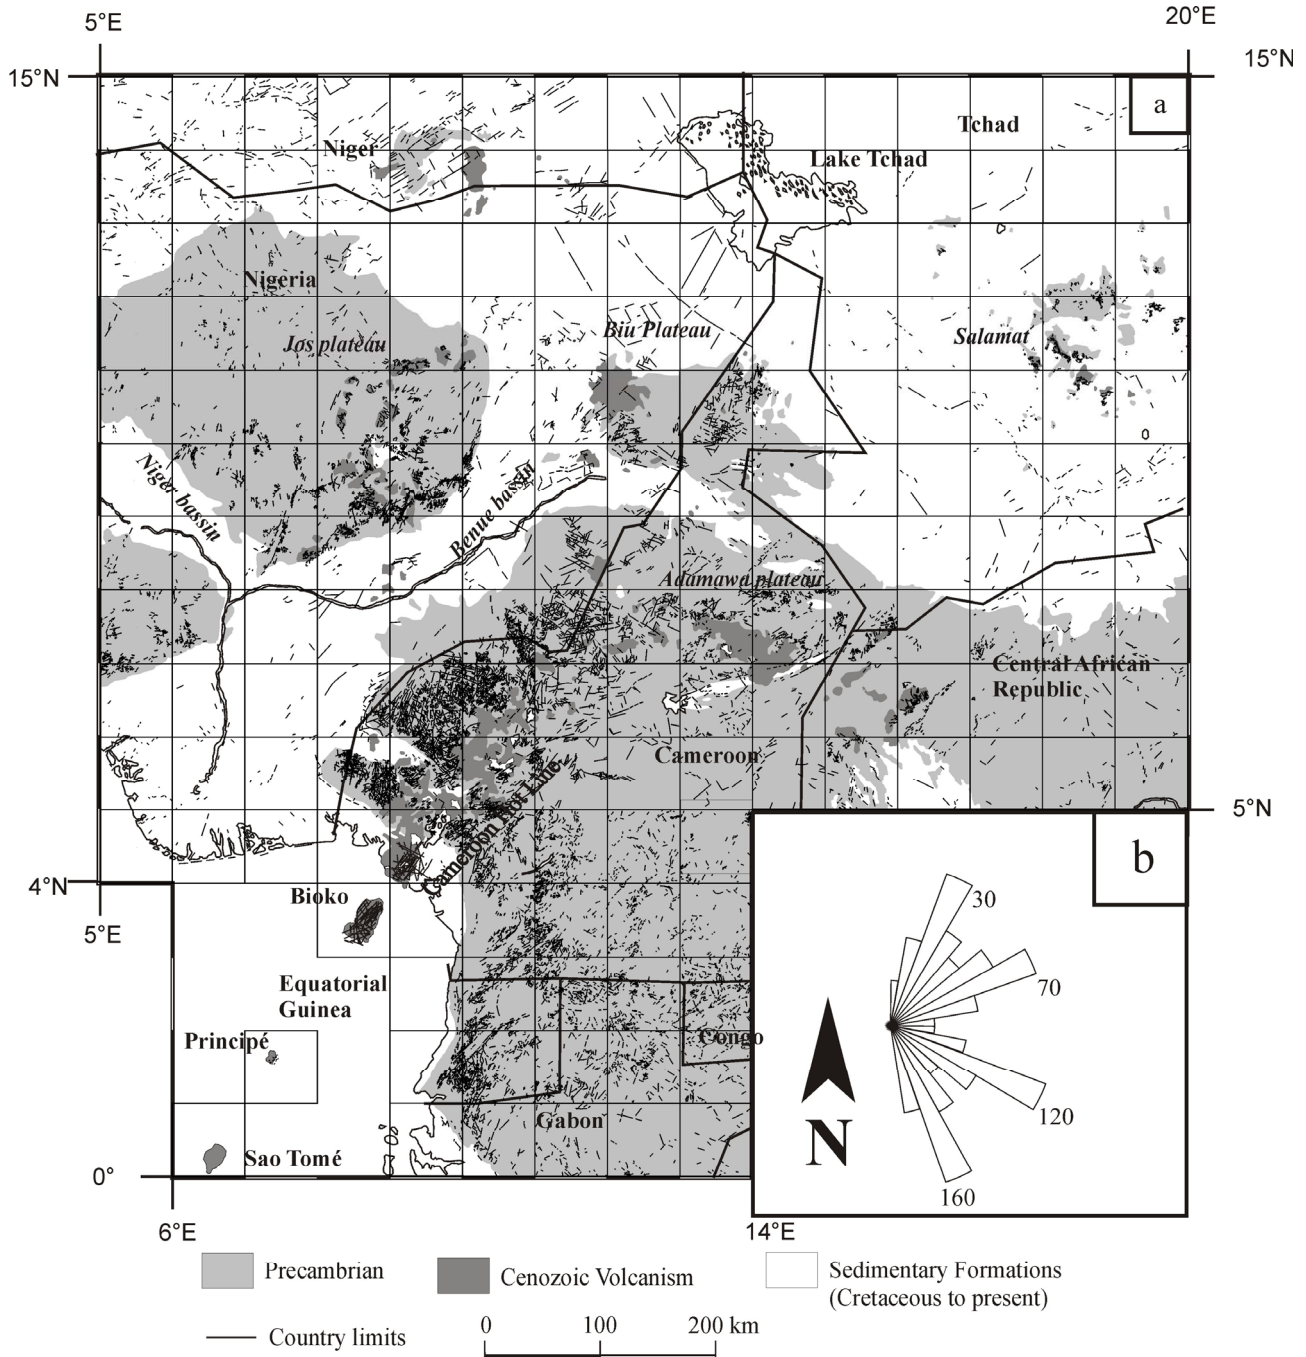 5°E
20°E
15°N
15°N
a
Tchad
Niger
Lake Tchad
Nigeria
Jos plateau
Biu Plateau
Salamat
Niger bassin
Benue bassin
Adamawa plateau
Central African
Republic
Cameroon
Cameroon Hot Line
5°N
b
4°N
Bioko
30
5°E
70
Equatorial
Guinea
Principé
Congo
120
Gabon
N
Sao Tomé
0°
160
6°E
14°E
Precambrian
Cenozoic Volcanism
Sedimentary Formations
(Cretaceous to present)
Country limits
0 100 200 km